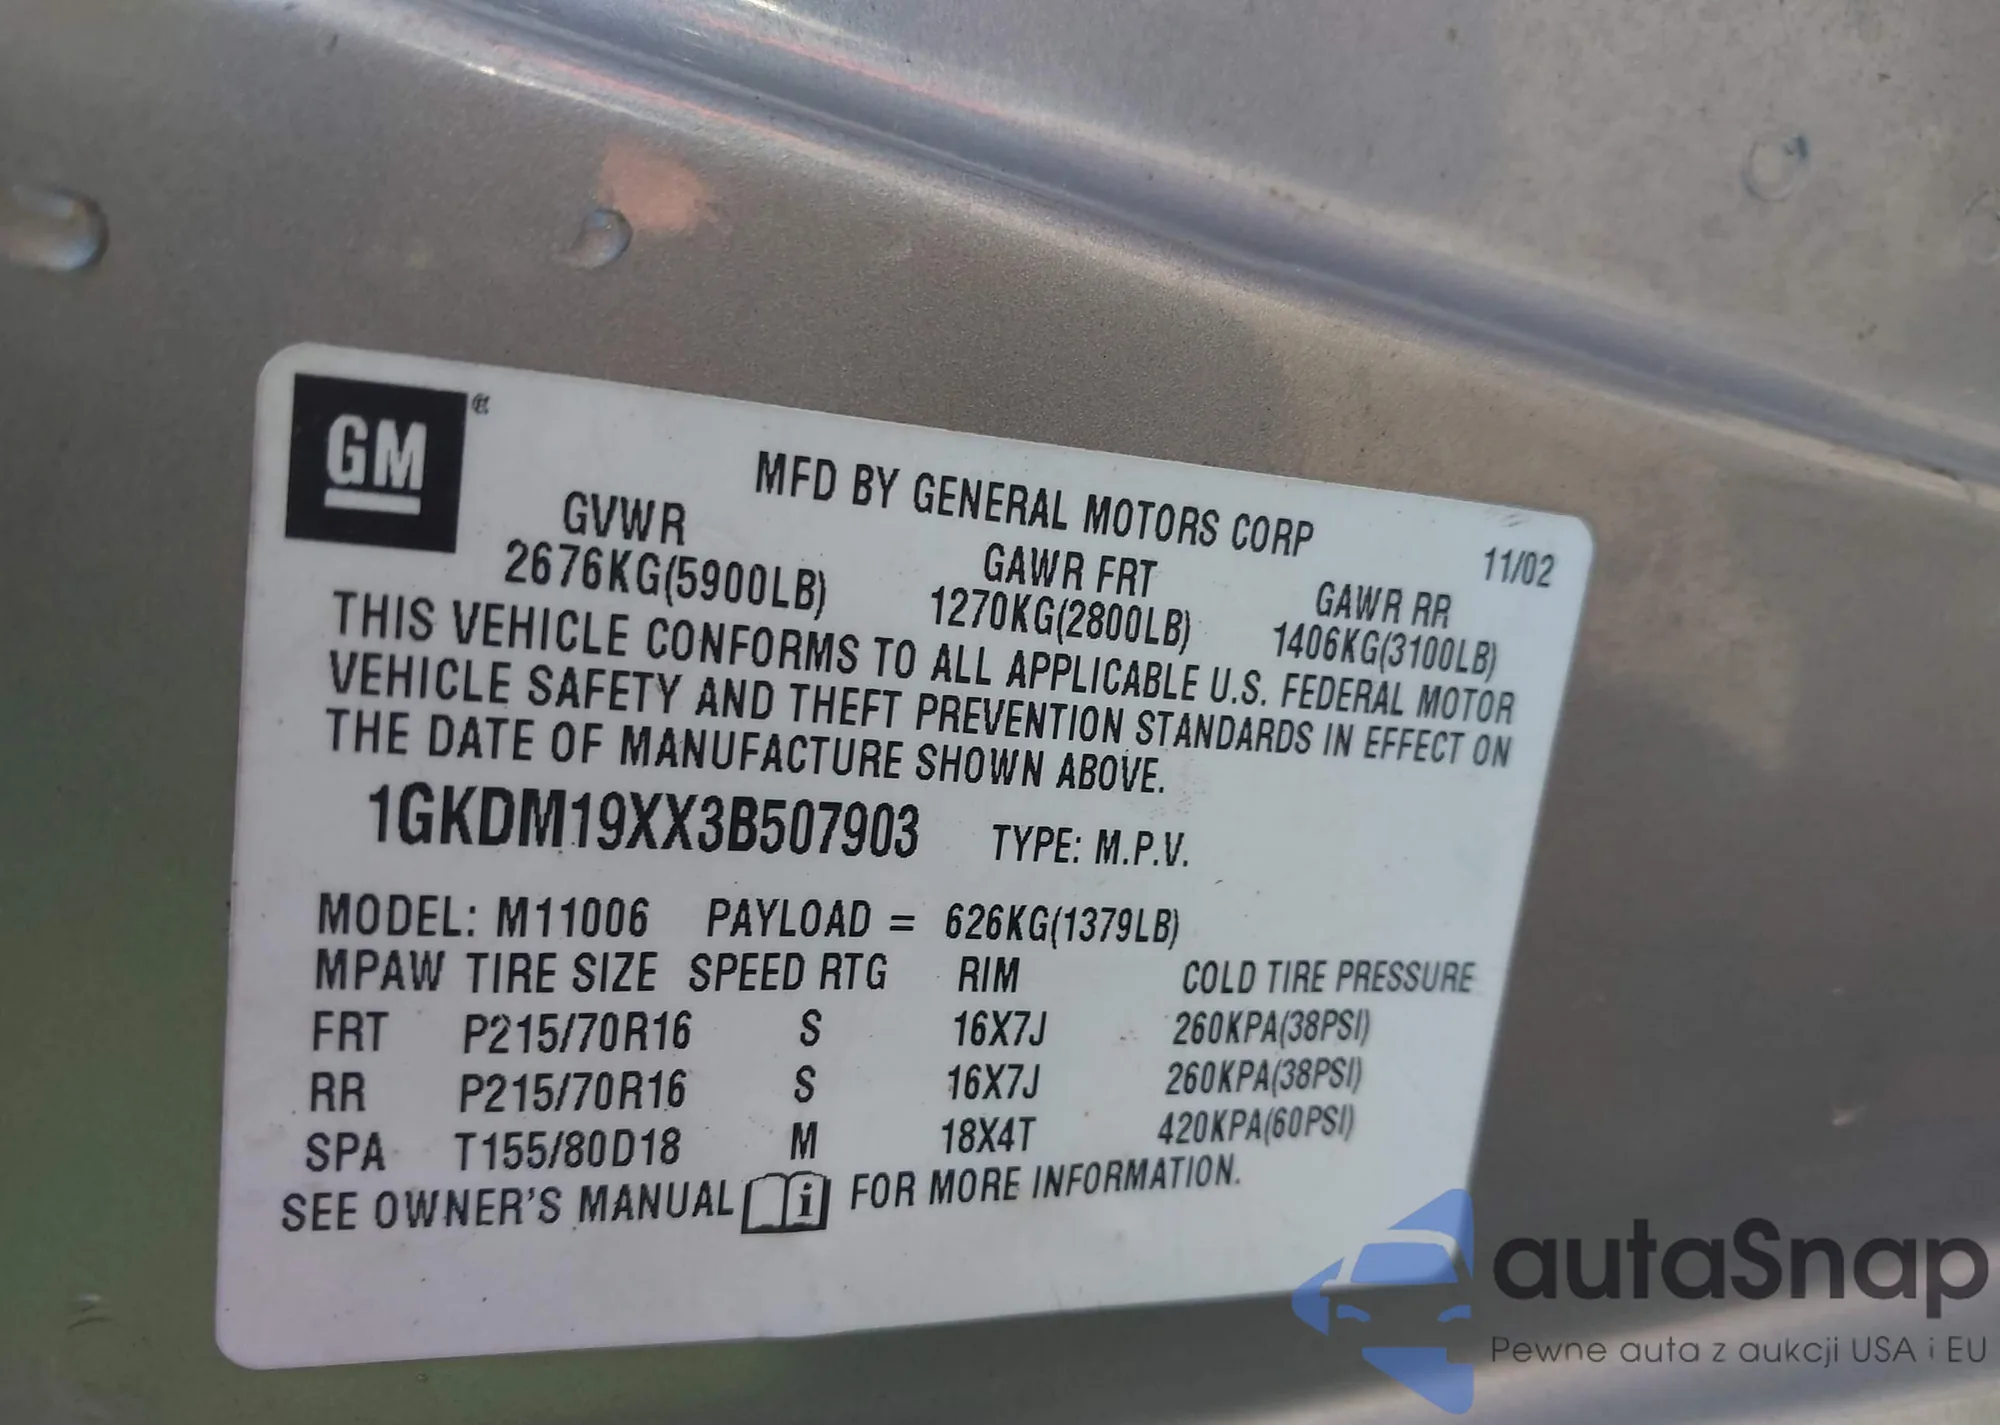 GM®
MFD BY GENERAL MOTORS CORP
11/02
GVWR GAWR FRT GAWR RR
2676KG(5900LB) 1270KG(2800LB) 1406KG(3100LB)
THIS VEHICLE CONFORMS TO ALL APPLICABLE U.S. FEDERAL MOTOR
VEHICLE SAFETY AND THEFT PREVENTION STANDARDS IN EFFECT ON
THE DATE OF MANUFACTURE SHOWN ABOVE.
1GKDM19XX3B507903 TYPE: M.P.V.
MODEL: M11006 PAYLOAD = 626KG(1379LB)
MPAW TIRE SIZE SPEED RTG RIM COLD TIRE PRESSURE
FRT P215/70R16 S 16X7J 260KPA(38PSI)
RR P215/70R16 S 16X7J 260KPA(38PSI)
SPA T155/80D18 M 18X4T 420KPA(60PSI)
SEE OWNER'S MANUAL i FOR MORE INFORMATION.
autaSnap
Pewne auta z aukcji USA i EU